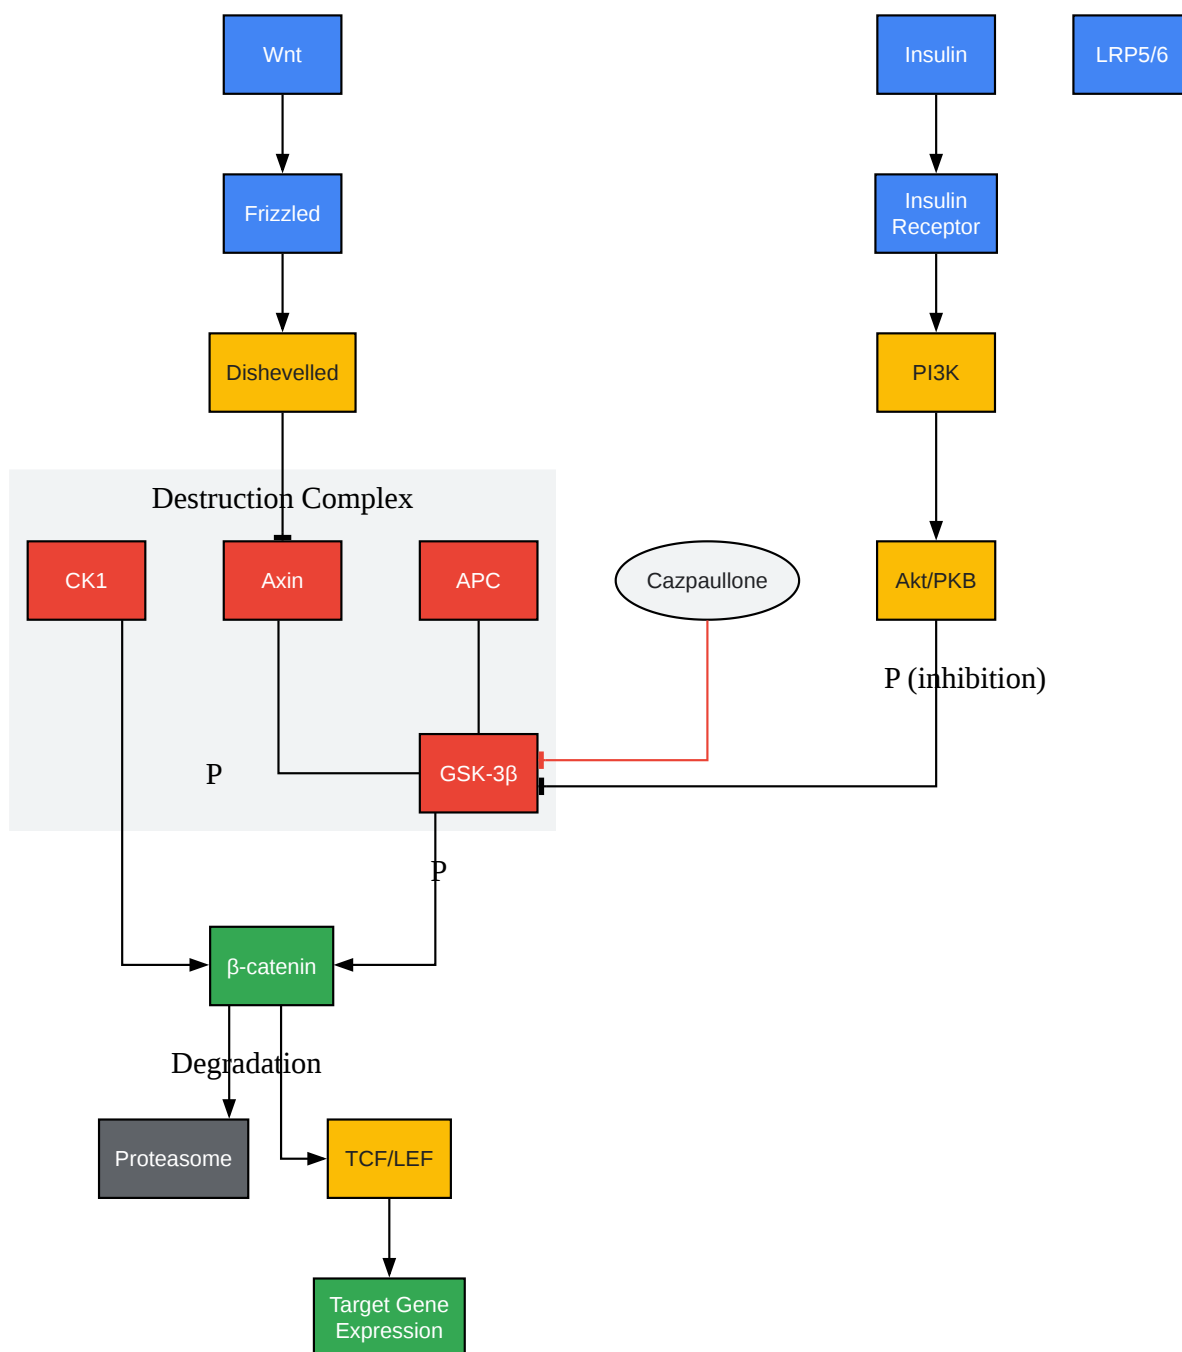 Wnt
Insulin
LRP5/6
Frizzled
Insulin
Receptor
Dishevelled
PI3K
Destruction Complex
CK1
Axin
APC
Cazpaullone
Akt/PKB
P (inhibition)
P
GSK-3β
P
β-catenin
Degradation
Proteasome
TCF/LEF
Target Gene
Expression